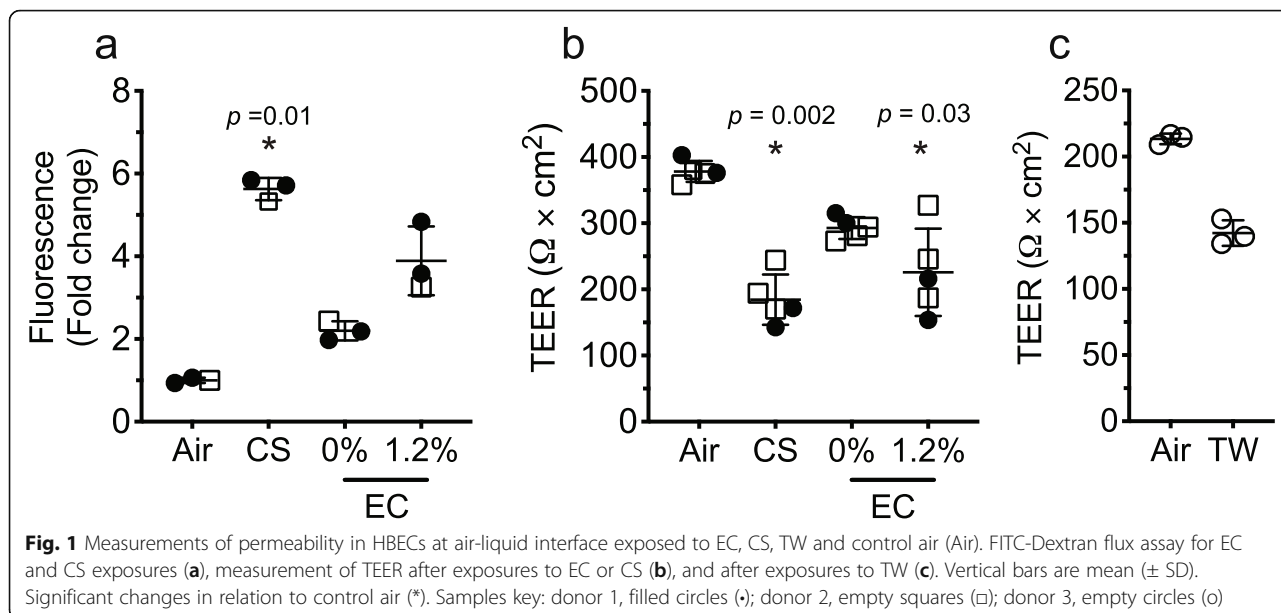 a
b
c
8
6
4
2
0
Fluorescence
(Fold change)
p =0.01
*
Air
CS
0%
1.2%
EC
500
400
300
200
100
0
TEER (Ω × cm²)
p = 0.002
*
p = 0.03
*
Air
CS
0%
1.2%
EC
250
200
150
100
50
0
TEER (Ω × cm²)
Air
TW
Fig. 1 Measurements of permeability in HBECs at air-liquid interface exposed to EC, CS, TW and control air (Air). FITC-Dextran flux assay for EC
and CS exposures (a), measurement of TEER after exposures to EC or CS (b), and after exposures to TW (c). Vertical bars are mean (± SD).
Significant changes in relation to control air (*). Samples key: donor 1, filled circles (•); donor 2, empty squares (□); donor 3, empty circles (o)